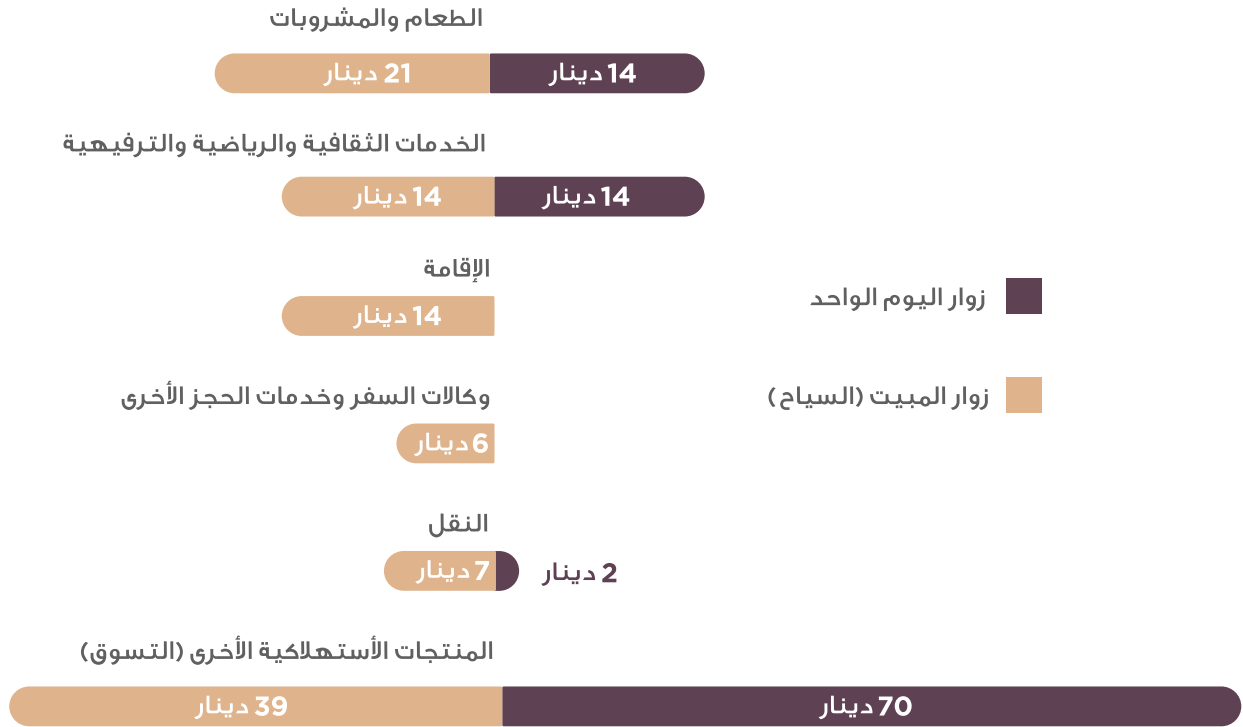 الطعام والمشروبات
14 دينار
21 دينار
الخدمات الثقافية والرياضية والترفيهية
14 دينار
14 دينار
الإقامة
14 دينار
زوار اليوم الواحد
وكالات السفر وخدمات الحجز الأخرى
زوار المبيت (السياح)
6 دينار
النقل
2 دينار
7 دينار
المنتجات الأستهلاكية الأخرى (التسوق)
70 دينار
39 دينار